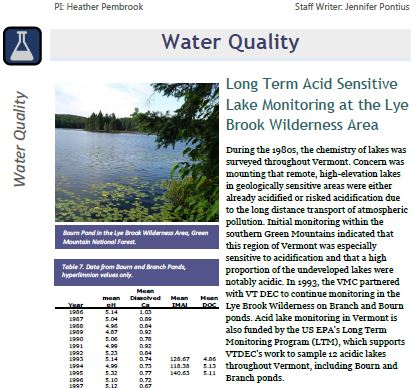 PI: Heather Pembrook
Staff Writer: Jennifer Pontius
Water Quality
Water Quality
Long Term Acid Sensitive
Lake Monitoring at the Lye
Brook Wilderness Area
During the 1980s, the chemistry of lakes was
surveyed throughout Vermont. Concern was
mounting that remote, high-elevation lakes
in geologically sensitive areas were either
already acidified or risked acidification due
to the long distance transport of atmospheric
pollution. Initial monitoring within the
southern Green Mountains indicated that
this region of Vermont was especially
sensitive to acidification and that a high
proportion of the undeveloped lakes were
notably acidic. In 1993, the VMC partnered
with VT DEC to continue monitoring in the
Lye Brook Wilderness on Branch and Bourn
ponds. Acid lake monitoring in Vermont is
also funded by the US EPA's Long Term
Monitoring Program (LTM), which supports
VTDEC's work to sample 12 acidic lakes
throughout Vermont, including Bourn and
Branch ponds.
Bourn Pond in the Lye Brook Wilderness Area, Green
Mountain National Forest.
Table 7. Data from Bourn and Branch Ponds,
hyperlimnion values only.
Year mean pH Mean Dissolved Ca Mean IMAl Mean DOC
1986 5.14 1.03
1987 5.04 0.89
1988 4.96 0.84
1989 4.87 0.92
1990 5.06 0.78
1991 4.99 0.92
1992 5.23 0.84
1993 5.14 0.74 128.67 4.86
1994 4.99 0.73 118.38 5.13
1995 5.32 0.77 140.63 5.11
1996 5.10 0.72
1997 5.12 0.67